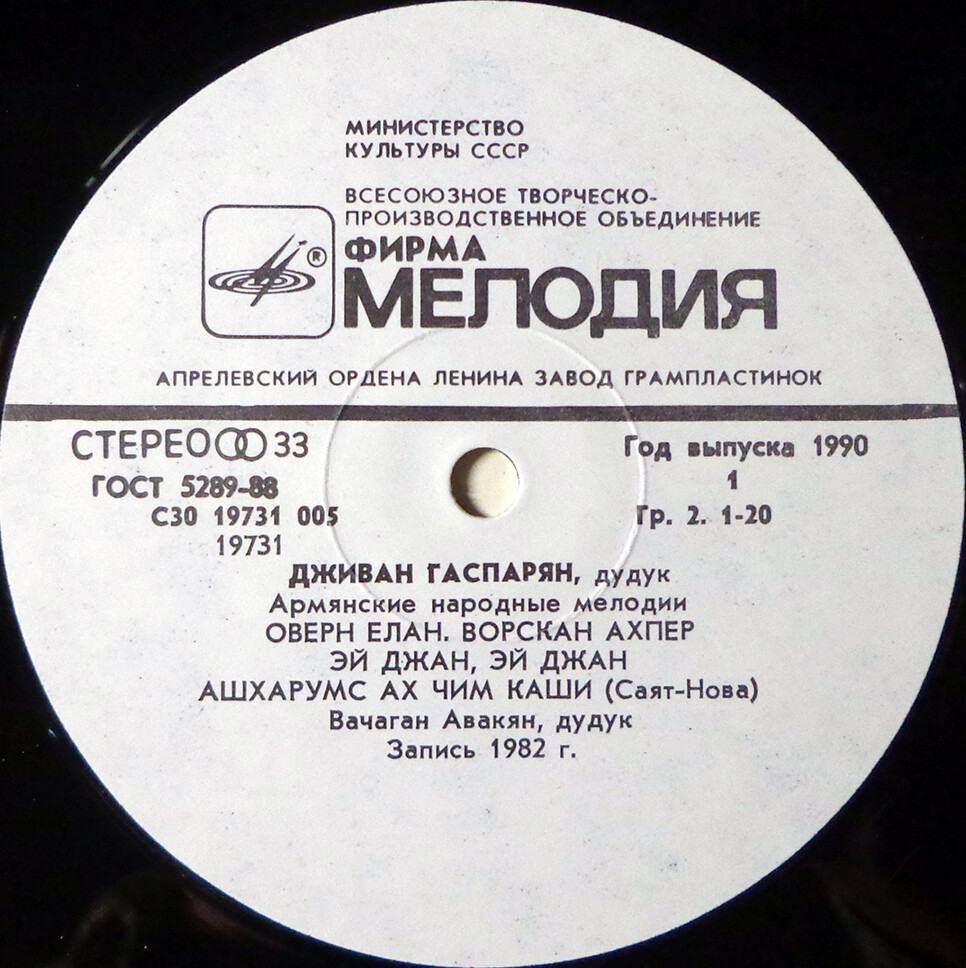 МИНИСТЕРСТВО
КУЛЬТУРЫ СССР
ВСЕСОЮЗНОЕ ТВОРЧЕСКО-
ПРОИЗВОДСТВЕННОЕ ОБЪЕДИНЕНИЕ
ФИРМА
®
МЕЛОДИЯ
АПРЕЛЕВСКИЙ ОРДЕНА ЛЕНИНА ЗАВОД ГРАМПЛАСТИНОК
СТЕРЕО 33
Год выпуска 1990
ГОСТ 5289-88
1
С30 19731 005
Гр. 2. 1-20
19731
ДЖИВАН ГАСПАРЯН, дудук
Армянские народные мелодии
ОВЕРН ЕЛАН. ВОРСКАН АХПЕР
ЭЙ ДЖАН, ЭЙ ДЖАН
АШХАРУМС АХ ЧИМ КАШИ (Саят-Нова)
Вачаган Авакян, дудук
Запись 1982 г.